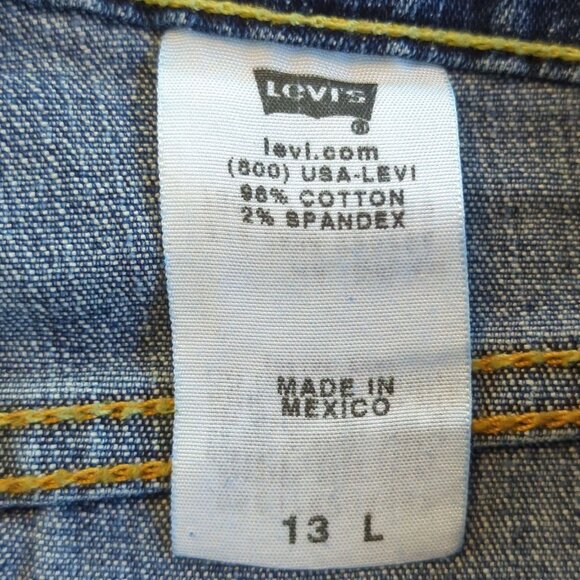 LEVI'S
®
levi.com
(800) USA-LEVI
98% COTTON
2% SPANDEX
MADE IN
MEXICO
13 L